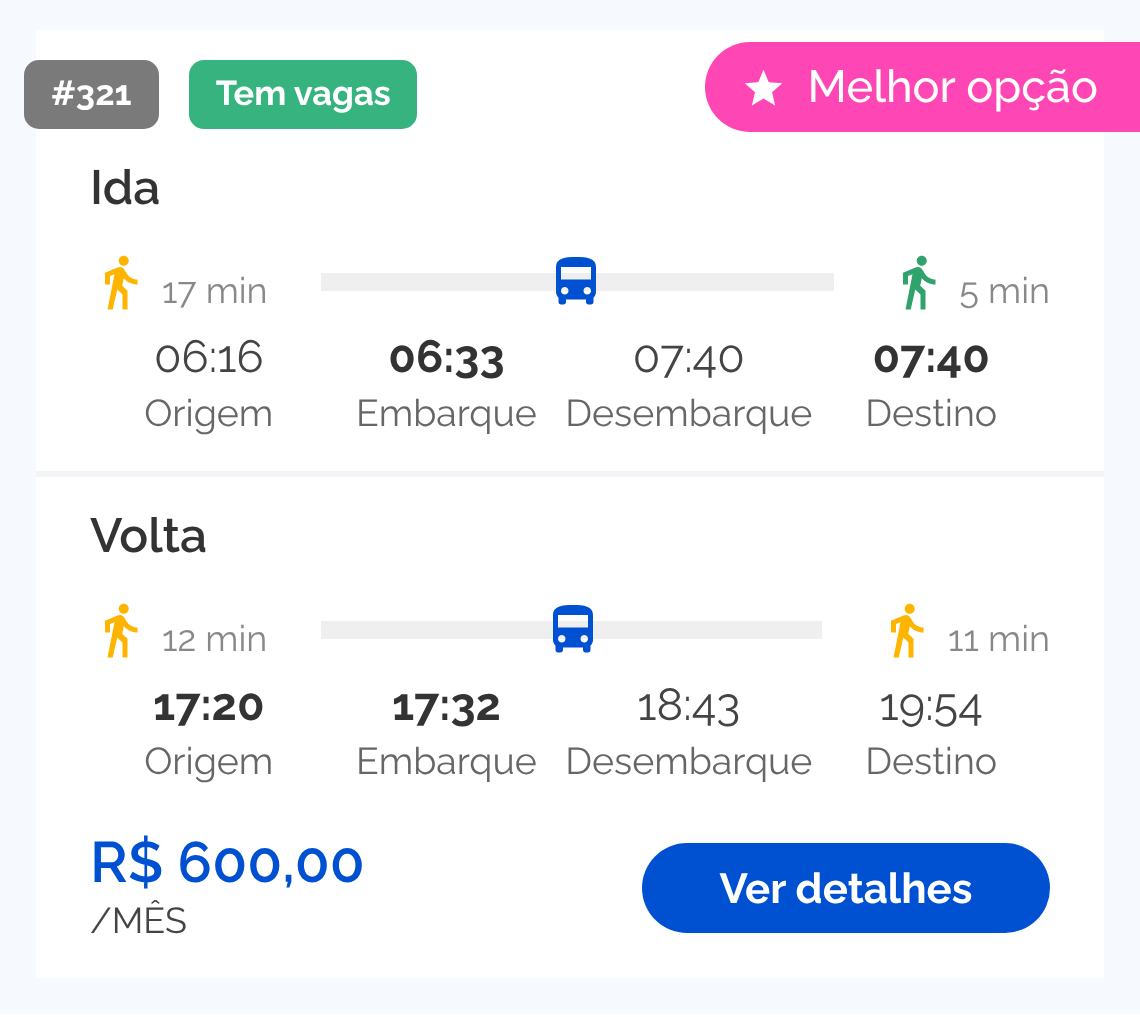 #321 Tem vagas Melhor opção
Ida
17 min 5 min
06:16 06:33 07:40 07:40
Origem Embarque Desembarque Destino
Volta
12 min 11 min
17:20 17:32 18:43 19:54
Origem Embarque Desembarque Destino
R$ 600,00
/MÊS
Ver detalhes